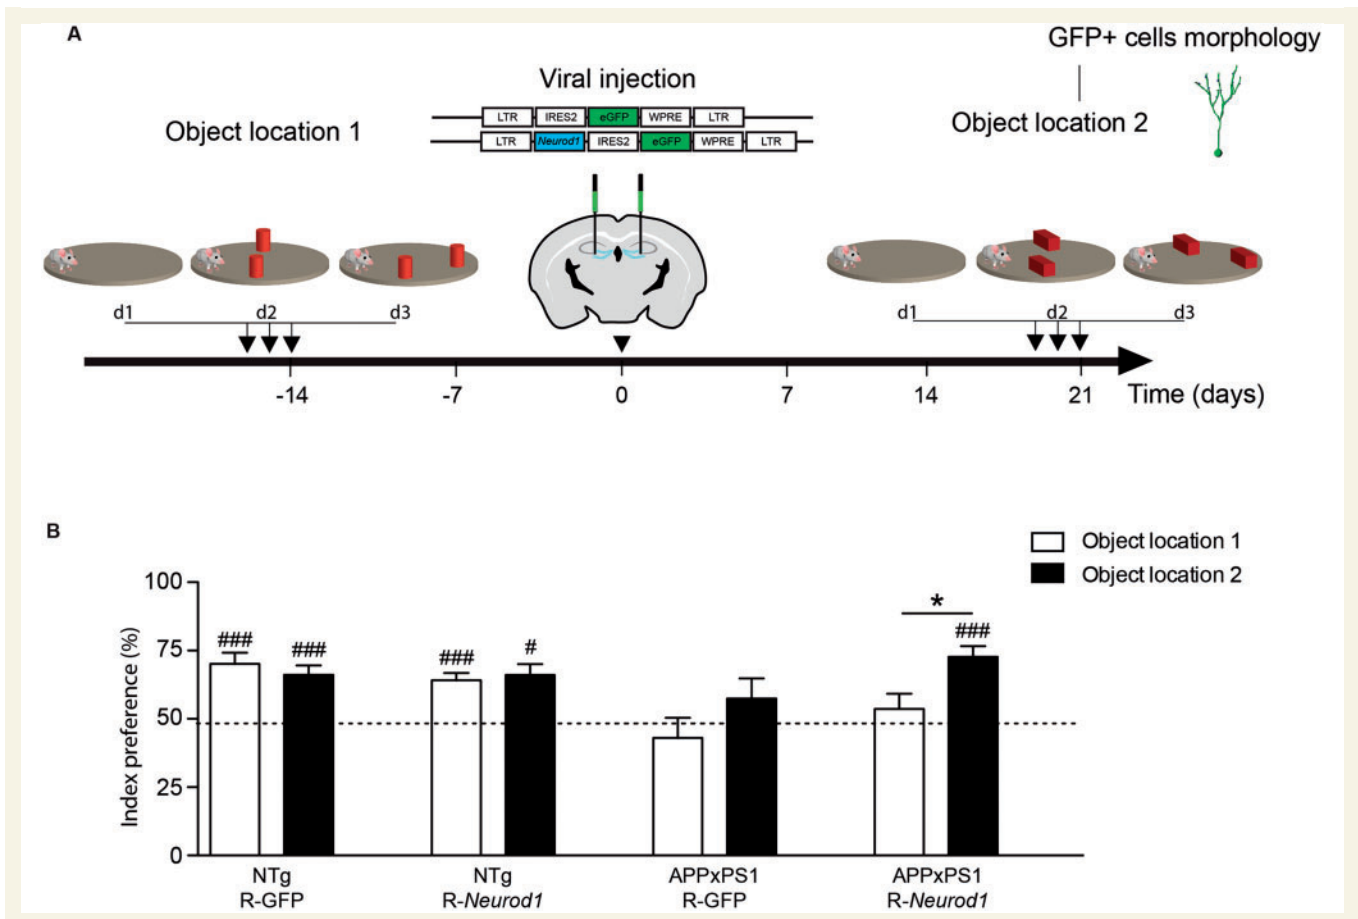 A
GFP+ cells morphology
Viral injection
Object location 1
Object location 2
LTR IRES2 eGFP WPRE LTR
LTR Neurod1 IRES2 eGFP WPRE LTR
d1 d2 d3
d1 d2 d3
-14 -7 0 7 14 21 Time (days)
B
Object location 1
Object location 2
Index preference (%)
100
75
50
25
0
### ### ### # * ###
NTg R-GFP
NTg R-Neurod1
APPxPS1 R-GFP
APPxPS1 R-Neurod1